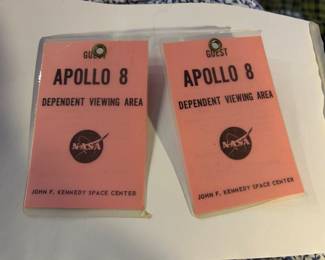 GUEST
APOLLO 8
DEPENDENT VIEWING AREA
NASA
JOHN F. KENNEDY SPACE CENTER
GUEST
APOLLO 8
DEPENDENT VIEWING AREA
NASA
JOHN F. KENNEDY SPACE CENTER